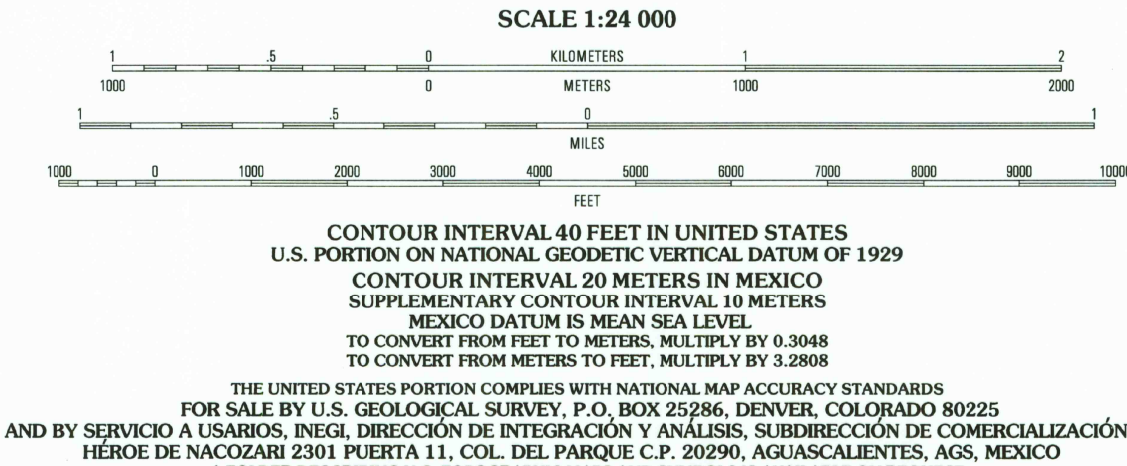 SCALE 1:24 000
1 .5 0 KILOMETERS 1 2
1000 0 METERS 1000 2000
1 .5 0 1
MILES
1000 0 1000 2000 3000 4000 5000 6000 7000 8000 9000 10000
FEET
CONTOUR INTERVAL 40 FEET IN UNITED STATES
U.S. PORTION ON NATIONAL GEODETIC VERTICAL DATUM OF 1929
CONTOUR INTERVAL 20 METERS IN MEXICO
SUPPLEMENTARY CONTOUR INTERVAL 10 METERS
MEXICO DATUM IS MEAN SEA LEVEL
TO CONVERT FROM FEET TO METERS, MULTIPLY BY 0.3048
TO CONVERT FROM METERS TO FEET, MULTIPLY BY 3.2808
THE UNITED STATES PORTION COMPLIES WITH NATIONAL MAP ACCURACY STANDARDS
FOR SALE BY U.S. GEOLOGICAL SURVEY, P.O. BOX 25286, DENVER, COLORADO 80225
AND BY SERVICIO A USARIOS, INEGI, DIRECCIÓN DE INTEGRACIÓN Y ANÁLISIS, SUBDIRECCIÓN DE COMERCIALIZACIÓN
HÉROE DE NACOZARI 2301 PUERTA 11, COL. DEL PARQUE C.P. 20290, AGUASCALIENTES, AGS, MEXICO